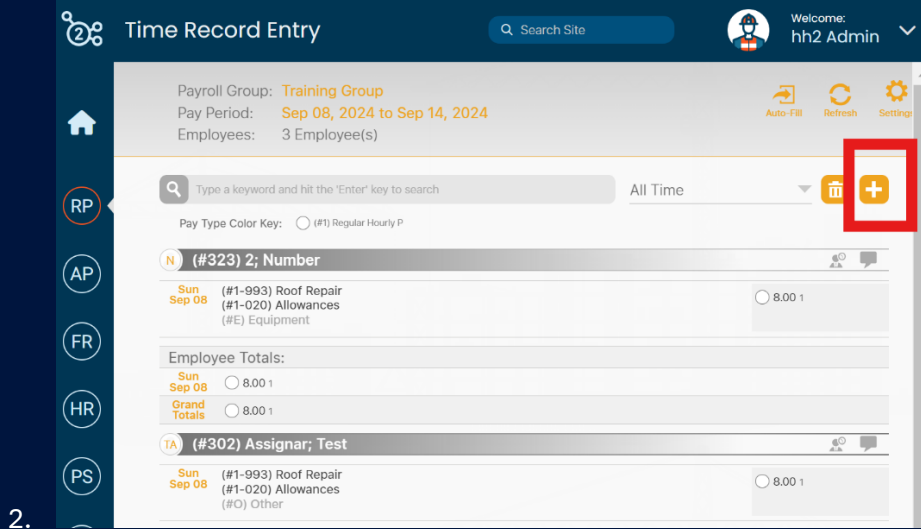 2
Time Record Entry
Search Site
Welcome:
hh2 Admin
Payroll Group: Training Group
Pay Period: Sep 08, 2024 to Sep 14, 2024
Employees: 3 Employee(s)
Auto-Fill
Refresh
Settings
RP
AP
FR
HR
PS
Type a keyword and hit the 'Enter' key to search
All Time
Pay Type Color Key: (#1) Regular Hourly P
N (#323) 2; Number
Sun
Sep 08
(#1-993) Roof Repair
(#1-020) Allowances
(#E) Equipment
8.00 1
Employee Totals:
Sun
Sep 08
8.00 1
Grand
Totals
8.00 1
TA (#302) Assignar; Test
Sun
Sep 08
(#1-993) Roof Repair
(#1-020) Allowances
(#O) Other
8.00 1
2.